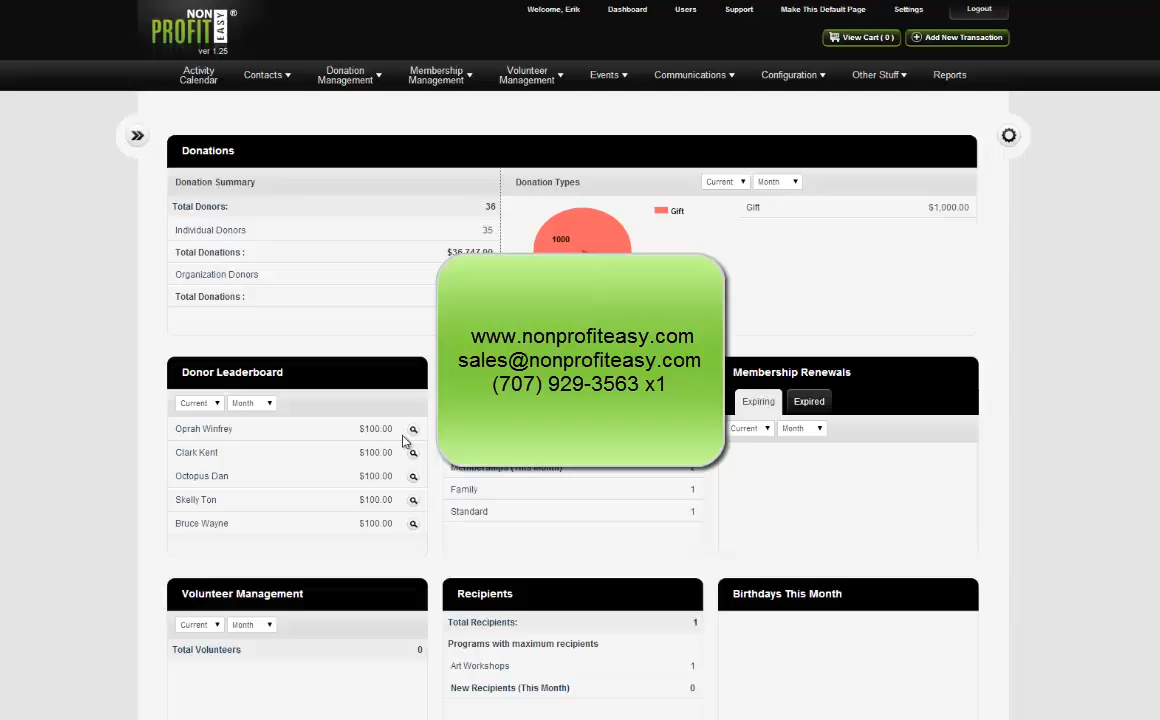 NON PROFIT EASY ®
ver 1.25
Welcome, Erik Dashboard Users Support Make This Default Page Settings Logout
View Cart ( 0 ) Add New Transaction
Activity Calendar Contacts Donation Management Membership Management Volunteer Management Events Communications Configuration Other Stuff Reports
Donations
Donation Summary
Total Donors: 36
Individual Donors 35
Total Donations : $36,747.00
Organization Donors
Total Donations :
Donation Types Current Month
1000
Gift
Gift $1,000.00
www.nonprofiteasy.com
sales@nonprofiteasy.com
(707) 929-3563 x1
Donor Leaderboard
Current Month
Oprah Winfrey $100.00
Clark Kent $100.00
Octopus Dan $100.00
Skelly Ton $100.00
Bruce Wayne $100.00
Memberships (This Month) 2
Family 1
Standard 1
Membership Renewals
Expiring Expired
Current Month
Volunteer Management
Current Month
Total Volunteers 0
Recipients
Total Recipients: 1
Programs with maximum recipients
Art Workshops 1
New Recipients (This Month) 0
Birthdays This Month